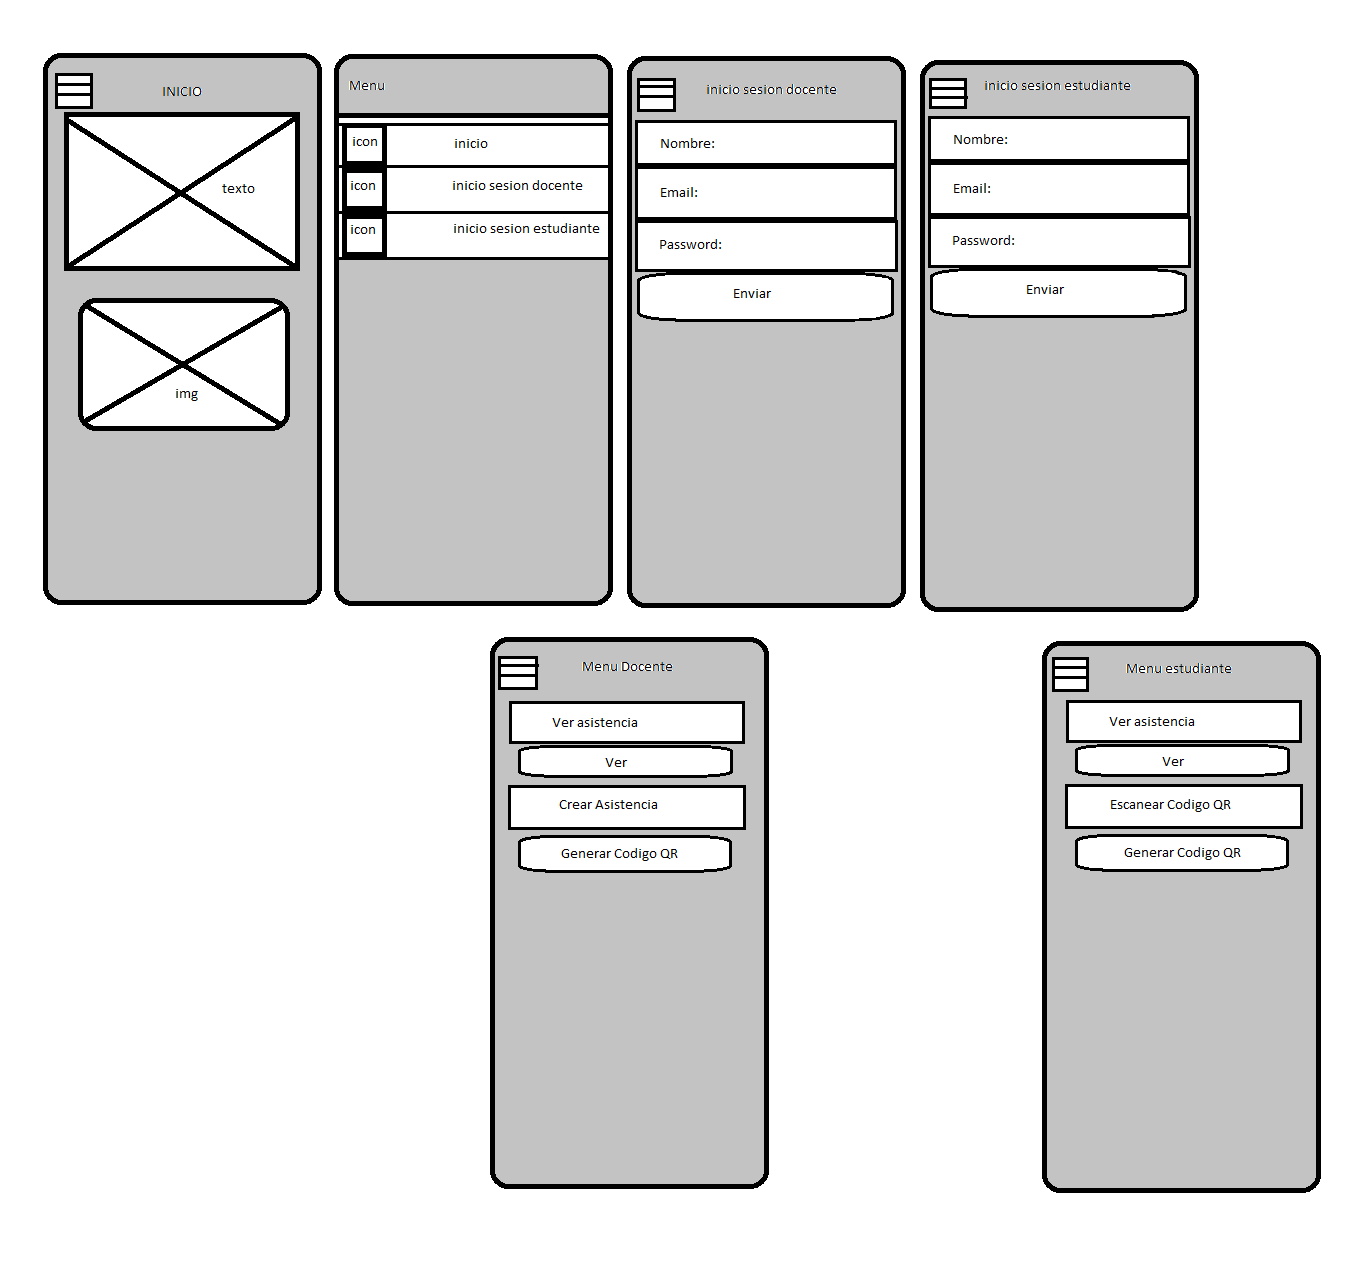 INICIO
texto
img
Menu
icon
inicio
icon
inicio sesion docente
icon
inicio sesion estudiante
inicio sesion docente
Nombre:
Email:
Password:
Enviar
inicio sesion estudiante
Nombre:
Email:
Password:
Enviar
Menu Docente
Ver asistencia
Ver
Crear Asistencia
Generar Codigo QR
Menu estudiante
Ver asistencia
Ver
Escanear Codigo QR
Generar Codigo QR